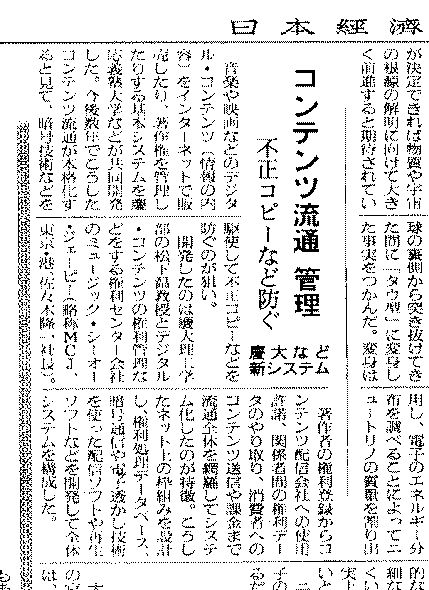 日本経済
が決定できれば物質や宇宙
の根源の解明に向けて大き
く前進すると期待されてい
球の裏側から突き抜けてき
た間に「タウ型」に変身し
た事実をつかんだ。変身は
用し、電子のエネルギー分
布を調べることによってニ
ュートリノの質量を割り出
コンテンツ流通 管理
不正コピーなど防ぐ
慶大など
新システム
音楽や映画などのデジタ
ル・コンテンツ（情報の内
容）をインターネットで販
売したり、著作権を管理し
たりする基本システムを慶
応義塾大学などが共同開発
した。今後数年でこうした
コンテンツ流通が本格化す
ると見て、暗号技術などを
駆使して不正コピーなどを
防ぐのが狙い。
開発したのは慶大理工学
部の松下温教授とデジタル
・コンテンツの権利管理な
どをする権利センター会社
のミュージック・シーオー
・ジェーピー（略称MCJ、
東京・港、佐々木隆一社長）。
著作者の権利登録からコ
ンテンツ配信会社への使用
許諾、関係者間の権利デー
タのやり取り、消費者への
コンテンツ送信や課金まで
流通全体を網羅してシステ
ム化したのが特徴。こうし
たネット上の枠組みを設計
し、権利処理データベース、
暗号通信や電子透かし技術
を使った配信ソフトや再生
ソフトなどを開発して全体
システムを構成した。